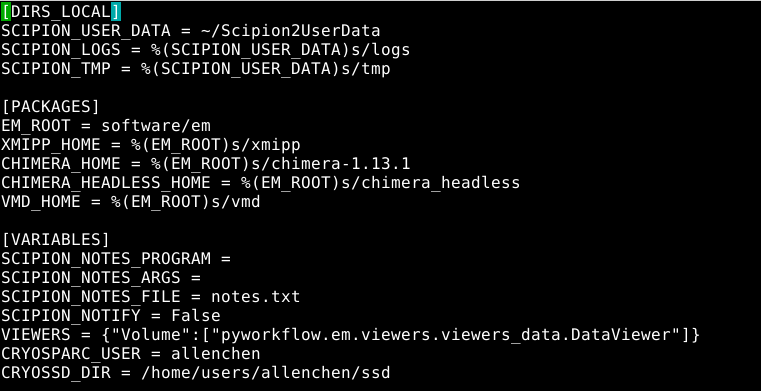 [DIRS_LOCAL]
SCIPION_USER_DATA = ~/Scipion2UserData
SCIPION_LOGS = %(SCIPION_USER_DATA)s/logs
SCIPION_TMP = %(SCIPION_USER_DATA)s/tmp
[PACKAGES]
EM_ROOT = software/em
XMIPP_HOME = %(EM_ROOT)s/xmipp
CHIMERA_HOME = %(EM_ROOT)s/chimera-1.13.1
CHIMERA_HEADLESS_HOME = %(EM_ROOT)s/chimera_headless
VMD_HOME = %(EM_ROOT)s/vmd
[VARIABLES]
SCIPION_NOTES_PROGRAM =
SCIPION_NOTES_ARGS =
SCIPION_NOTES_FILE = notes.txt
SCIPION_NOTIFY = False
VIEWERS = {"Volume":["pyworkflow.em.viewers.viewers_data.DataViewer"]}
CRYOSPARC_USER = allenchen
CRYOSSD_DIR = /home/users/allenchen/ssd